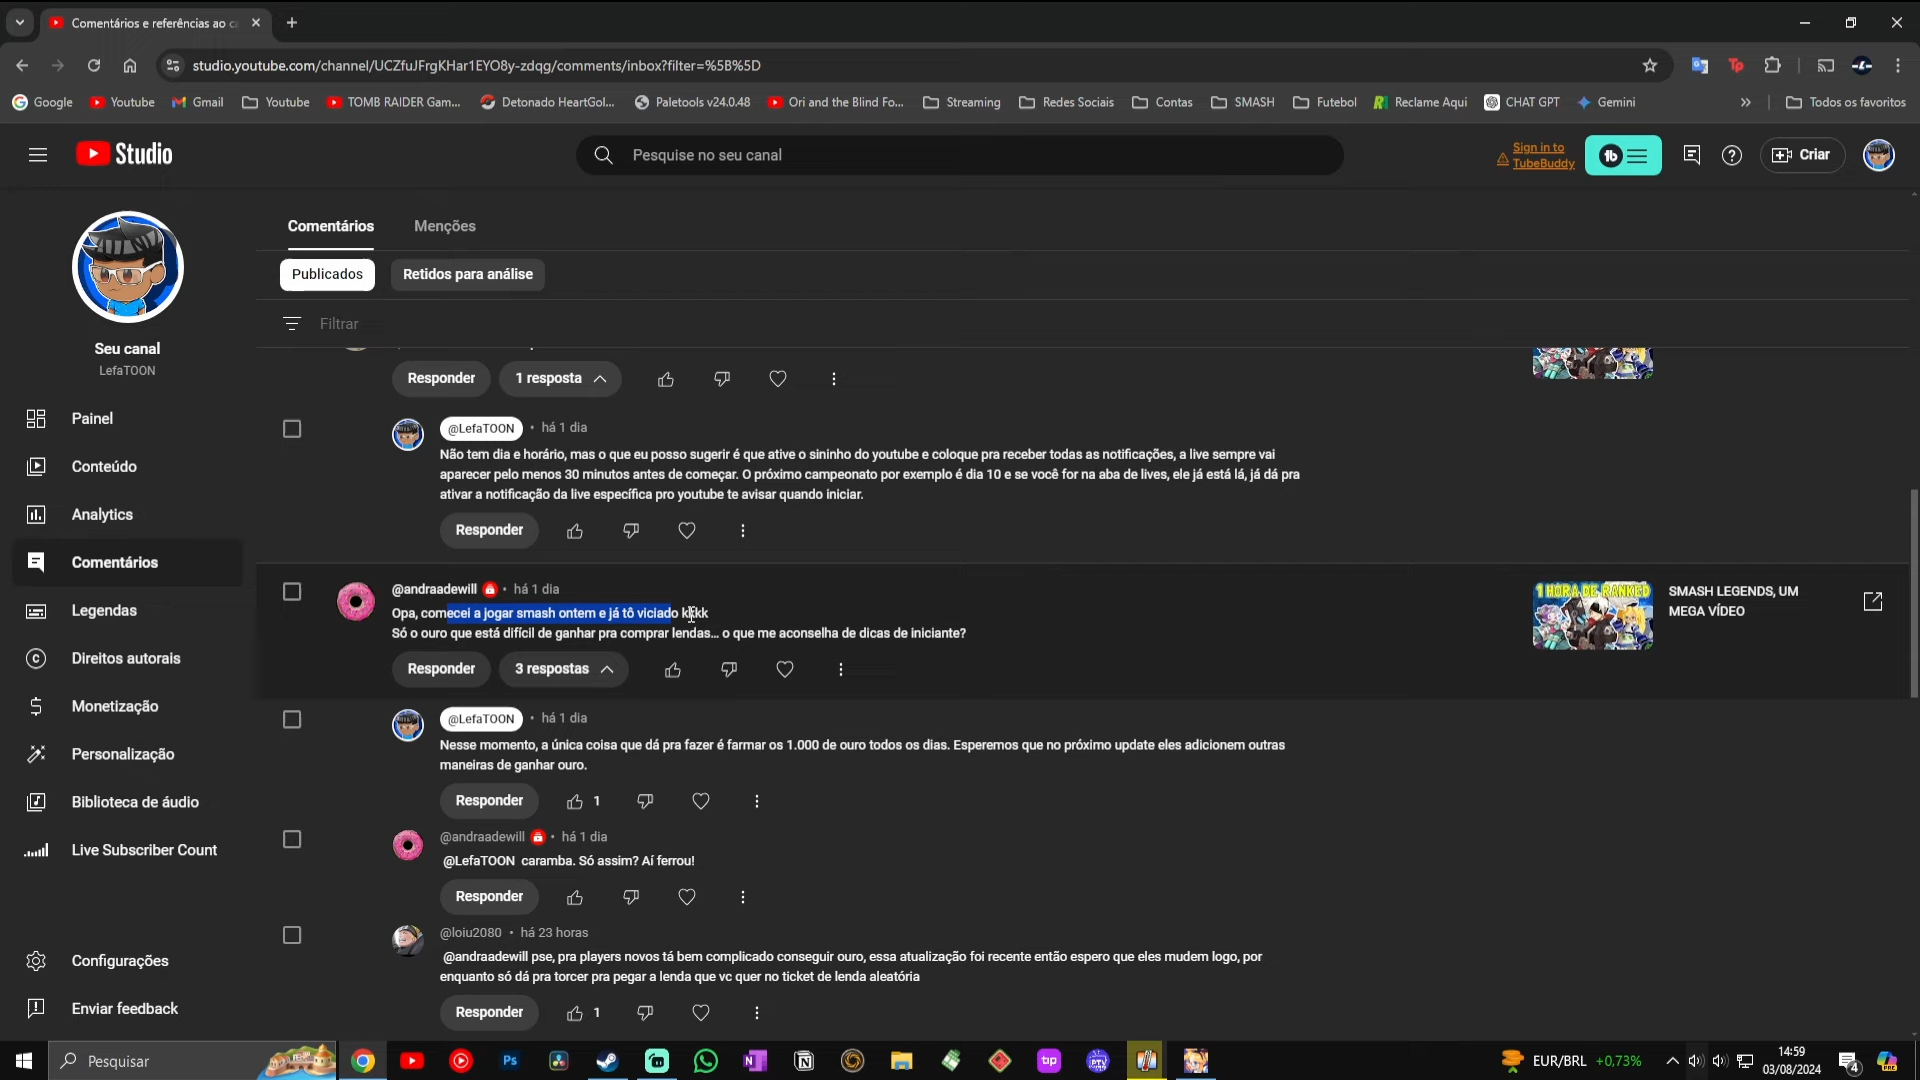 Comentários e referências ao c
studio.youtube.com/channel/UCZfuJFrgKHar1EYO8y-zdqg/comments/inbox?filter=%5B%5D
Google
Youtube
Gmail
Youtube
TOMB RAIDER Gam...
Detonado HeartGol...
Paletools v24.0.48
Ori and the Blind Fo...
Streaming
Redes Sociais
Contas
SMASH
Futebol
Reclame Aqui
CHAT GPT
Gemini
Todos os favoritos
Studio
Pesquise no seu canal
Sign in to
TubeBuddy
Criar
Seu canal
LefaTOON
Painel
Conteúdo
Analytics
Comentários
Legendas
Direitos autorais
Monetização
Personalização
Biblioteca de áudio
Live Subscriber Count
Configurações
Enviar feedback
Comentários
Menções
Publicados
Retidos para análise
Filtrar
Responder
1 resposta
@LefaTOON • há 1 dia
Não tem dia e horário, mas o que eu posso sugerir é que ative o sininho do youtube e coloque pra receber todas as notificações, a live sempre vai
aparecer pelo menos 30 minutos antes de começar. O próximo campeonato por exemplo é dia 10 e se você for na aba de lives, ele já está lá, já dá pra
ativar a notificação da live específica pro youtube te avisar quando iniciar.
Responder
@andraadewill • há 1 dia
Opa, comecei a jogar smash ontem e já tô viciado kkkk
Só o ouro que está difícil de ganhar pra comprar lendas... o que me aconselha de dicas de iniciante?
1 HORA DE RANKED
SMASH LEGENDS, UM
MEGA VÍDEO
Responder
3 respostas
@LefaTOON • há 1 dia
Nesse momento, a única coisa que dá pra fazer é farmar os 1.000 de ouro todos os dias. Esperemos que no próximo update eles adicionem outras
maneiras de ganhar ouro.
Responder
1
@andraadewill • há 1 dia
@LefaTOON caramba. Só assim? Aí ferrou!
Responder
@loiu2080 • há 23 horas
@andraadewill pse, pra players novos tá bem complicado conseguir ouro, essa atualização foi recente então espero que eles mudem logo, por
enquanto só dá pra torcer pra pegar a lenda que vc quer no ticket de lenda aleatória
Responder
1
Pesquisar
EUR/BRL +0,73%
14:59
03/08/2024
4